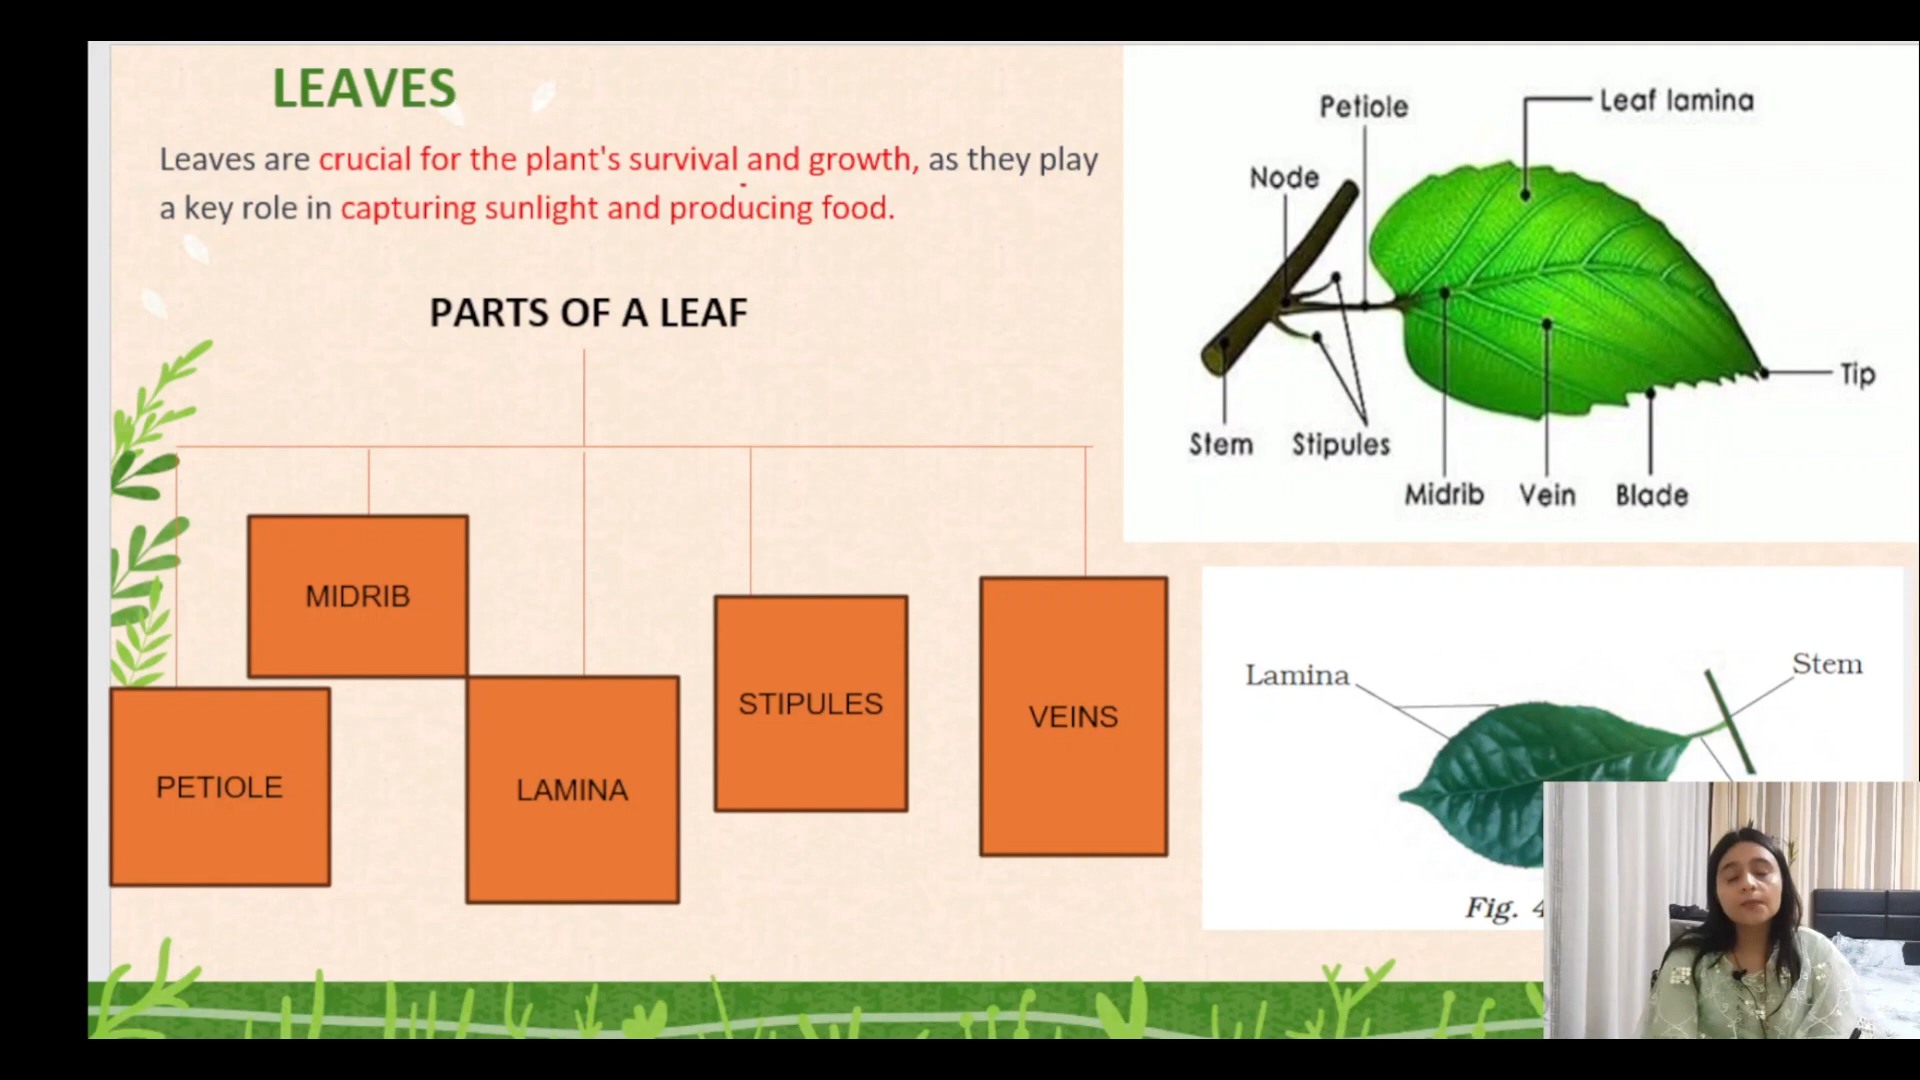 LEAVES
Leaves are crucial for the plant's survival and growth, as they play
a key role in capturing sunlight and producing food.
PARTS OF A LEAF
MIDRIB
PETIOLE
LAMINA
STIPULES
VEINS
Petiole
Leaf lamina
Node
Tip
Stem
Stipules
Midrib
Vein
Blade
Lamina
Stem
Fig. 4